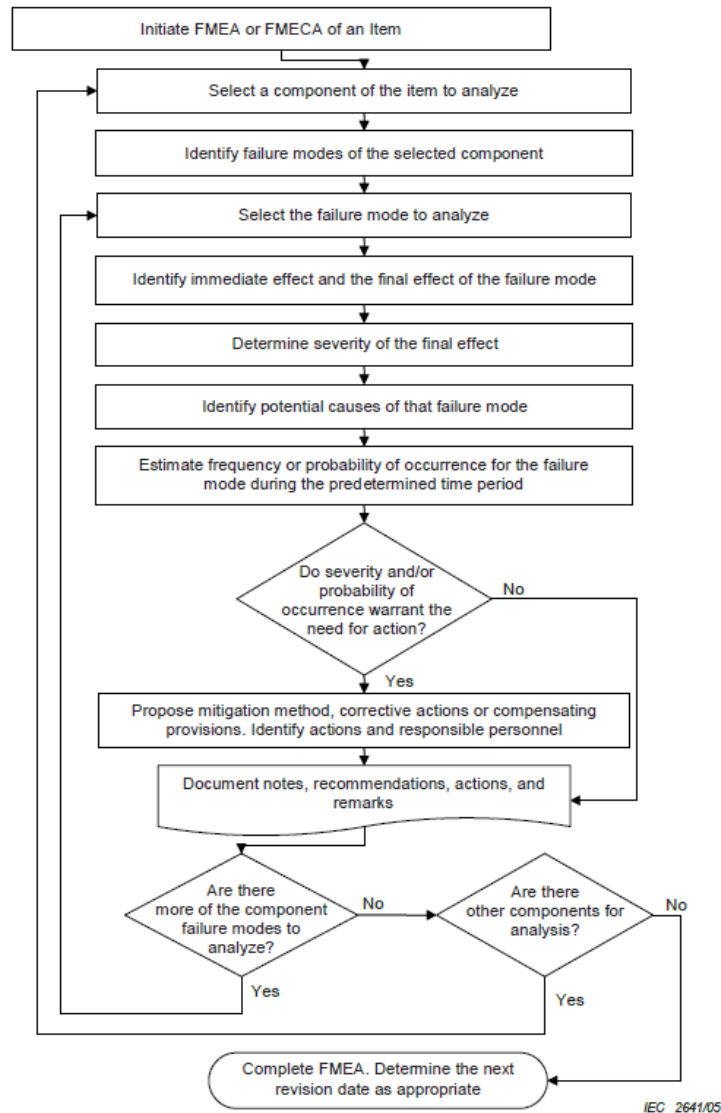 Initiate FMEA or FMECA of an Item
Select a component of the item to analyze
Identify failure modes of the selected component
Select the failure mode to analyze
Identify immediate effect and the final effect of the failure mode
Determine severity of the final effect
Identify potential causes of that failure mode
Estimate frequency or probability of occurrence for the failure
mode during the predetermined time period
Do severity and/or
probability of
occurrence warrant the
need for action?
No
Yes
Propose mitigation method, corrective actions or compensating
provisions. Identify actions and responsible personnel
Document notes, recommendations, actions, and
remarks
Are there
more of the component
failure modes to
analyze?
No
Yes
Are there
other components for
analysis?
No
Yes
Complete FMEA. Determine the next
revision date as appropriate
IEC 2641/05